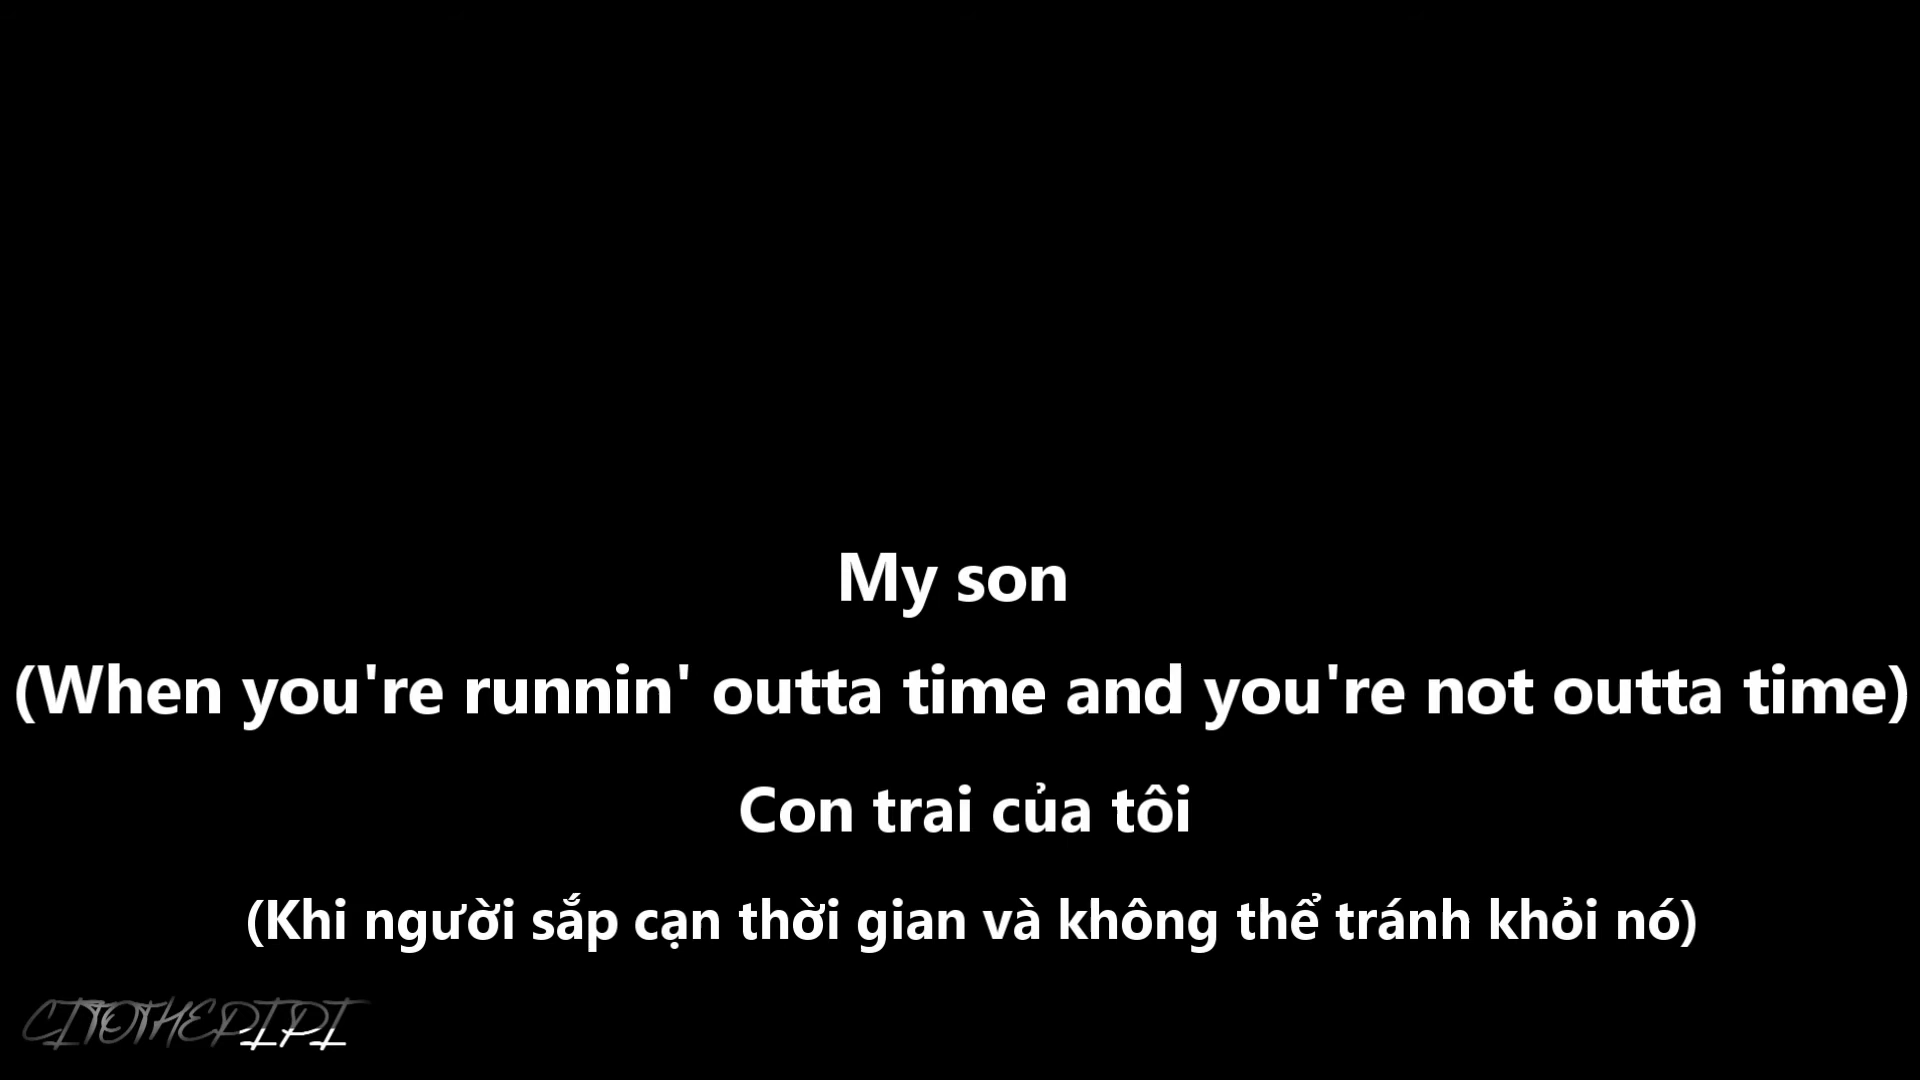 My son
(When you're runnin' outta time and you're not outta time)
Con trai của tôi
(Khi người sắp cạn thời gian và không thể tránh khỏi nó)
CITOTHEPIPI